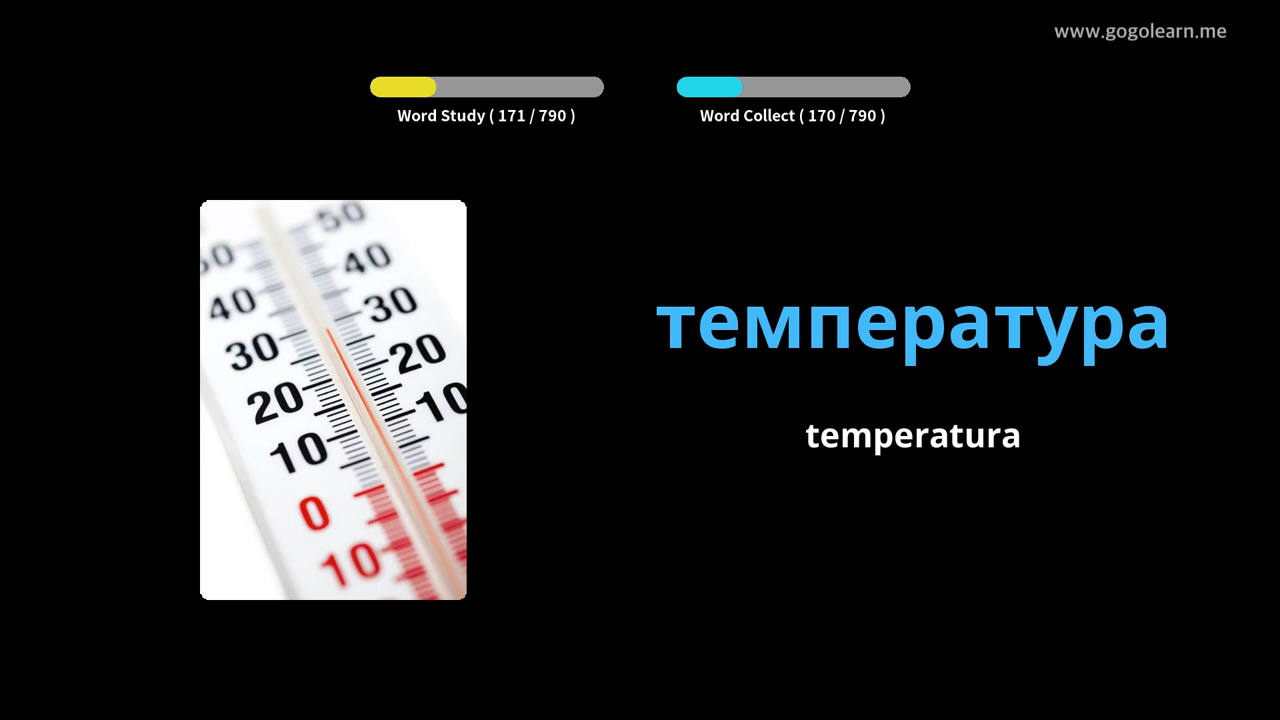 www.gogolearn.me
Word Study ( 171 / 790 )
Word Collect ( 170 / 790 )
50
50
40
40
30
30
20
20
10
10
0
10
температура
temperatura